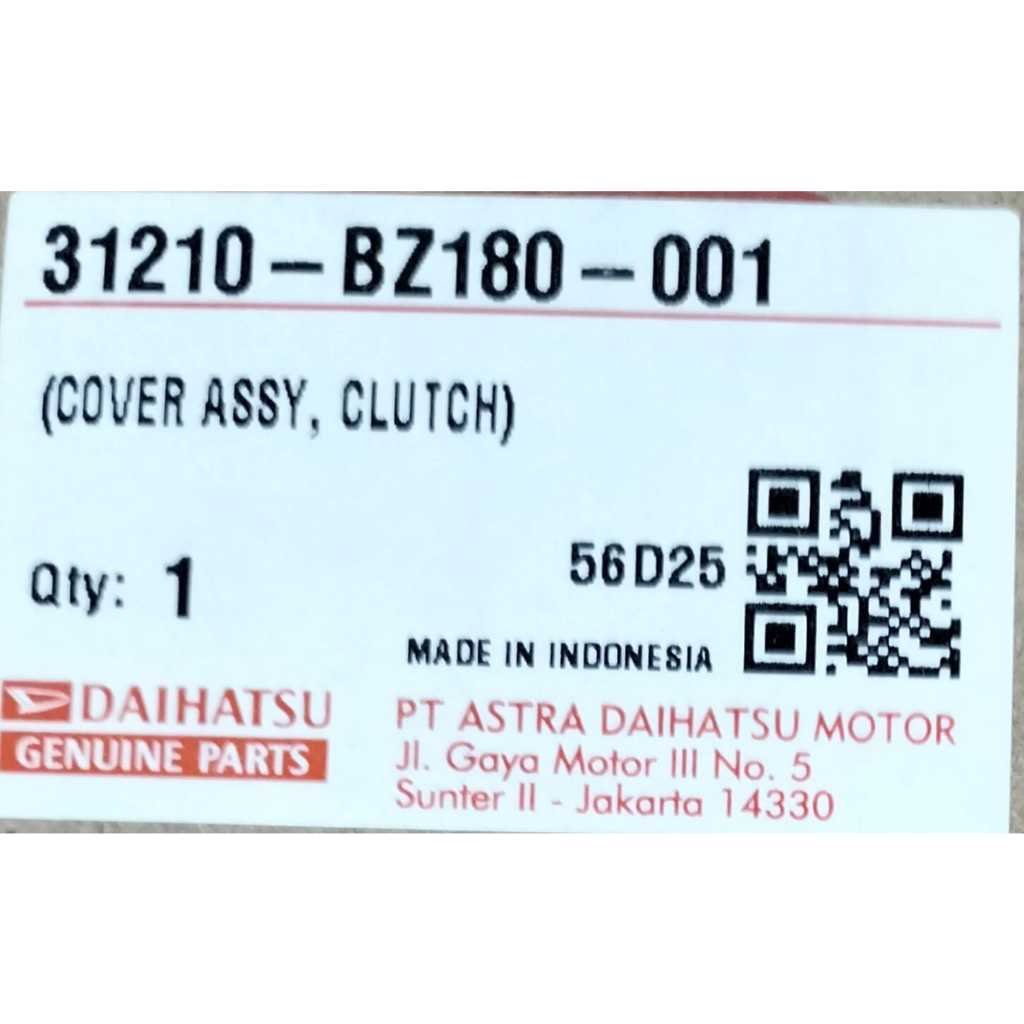 31210-BZ180-001
(COVER ASSY, CLUTCH)
Qty: 1
56D25
MADE IN INDONESIA
DAIHATSU
GENUINE PARTS
PT ASTRA DAIHATSU MOTOR
Jl. Gaya Motor III No. 5
Sunter II - Jakarta 14330